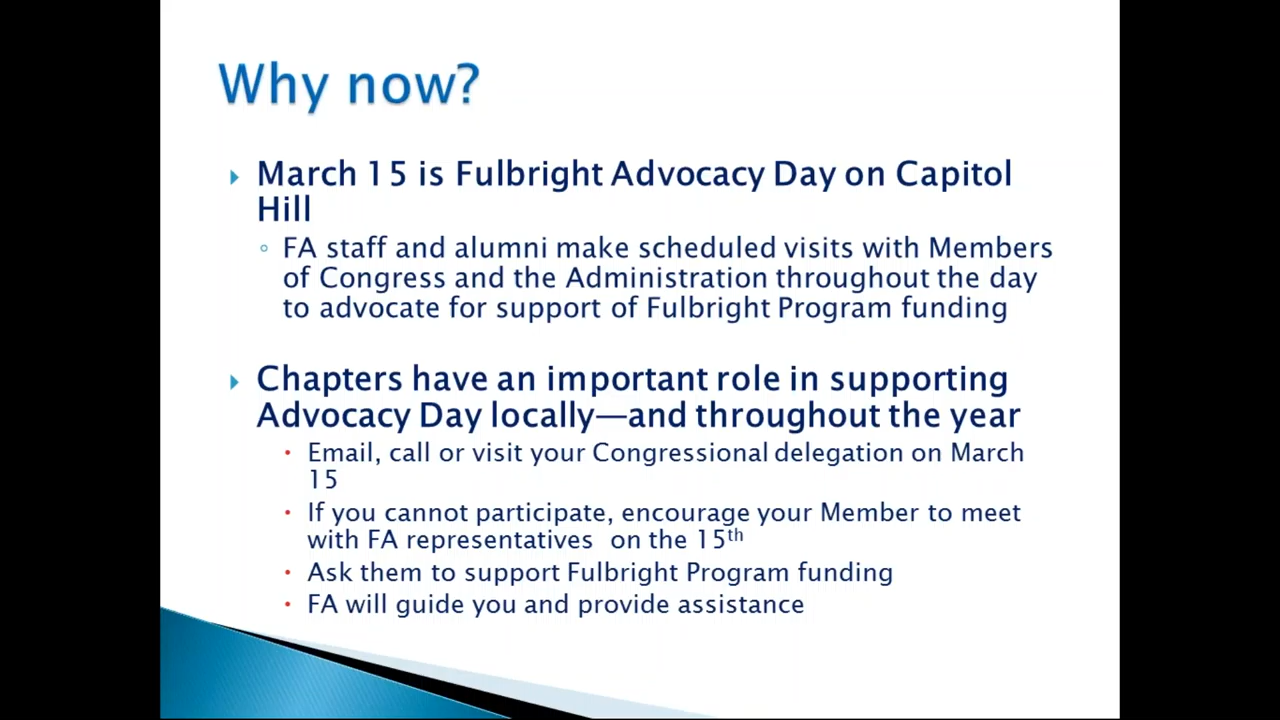 Why now?
March 15 is Fulbright Advocacy Day on Capitol
Hill
FA staff and alumni make scheduled visits with Members
of Congress and the Administration throughout the day
to advocate for support of Fulbright Program funding
Chapters have an important role in supporting
Advocacy Day locally—and throughout the year
Email, call or visit your Congressional delegation on March
15
If you cannot participate, encourage your Member to meet
with FA representatives on the 15th
Ask them to support Fulbright Program funding
FA will guide you and provide assistance